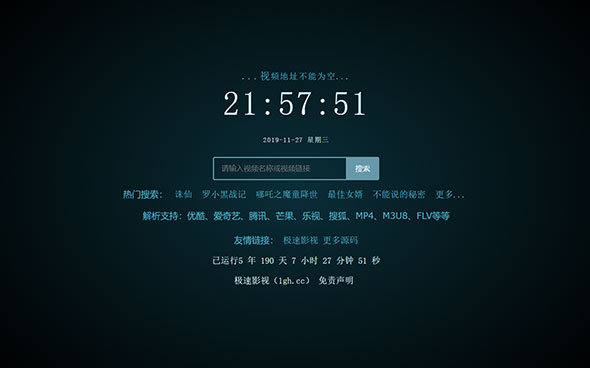 ...视频地址不能为空...
21:57:51
2019-11-27 星期三
请输入视频名称或视频链接 搜索
热门搜索： 诛仙 罗小黑战记 哪吒之魔童降世 最佳女婿 不能说的秘密 更多...
解析支持：优酷、爱奇艺、腾讯、芒果、乐视、搜狐、MP4、M3U8、FLV等等
友情链接： 极速影视 更多源码
已运行5 年 190 天 7 小时 27 分钟 51 秒
极速影视（1gh.cc） 免责声明